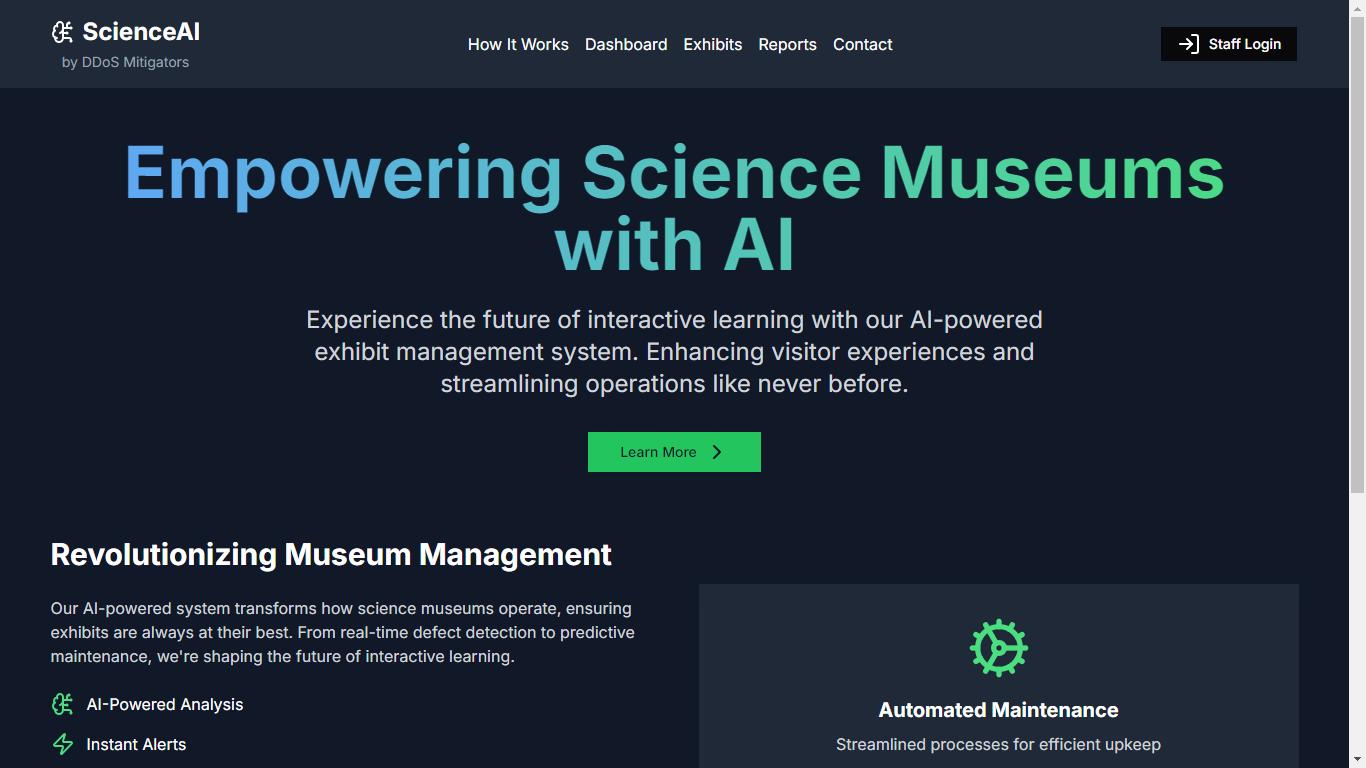 ScienceAI
by DDoS Mitigators
How It Works
Dashboard
Exhibits
Reports
Contact
Staff Login
Empowering Science Museums
with AI
Experience the future of interactive learning with our AI-powered
exhibit management system. Enhancing visitor experiences and
streamlining operations like never before.
Learn More
Revolutionizing Museum Management
Our AI-powered system transforms how science museums operate, ensuring
exhibits are always at their best. From real-time defect detection to predictive
maintenance, we're shaping the future of interactive learning.
AI-Powered Analysis
Instant Alerts
Automated Maintenance
Streamlined processes for efficient upkeep